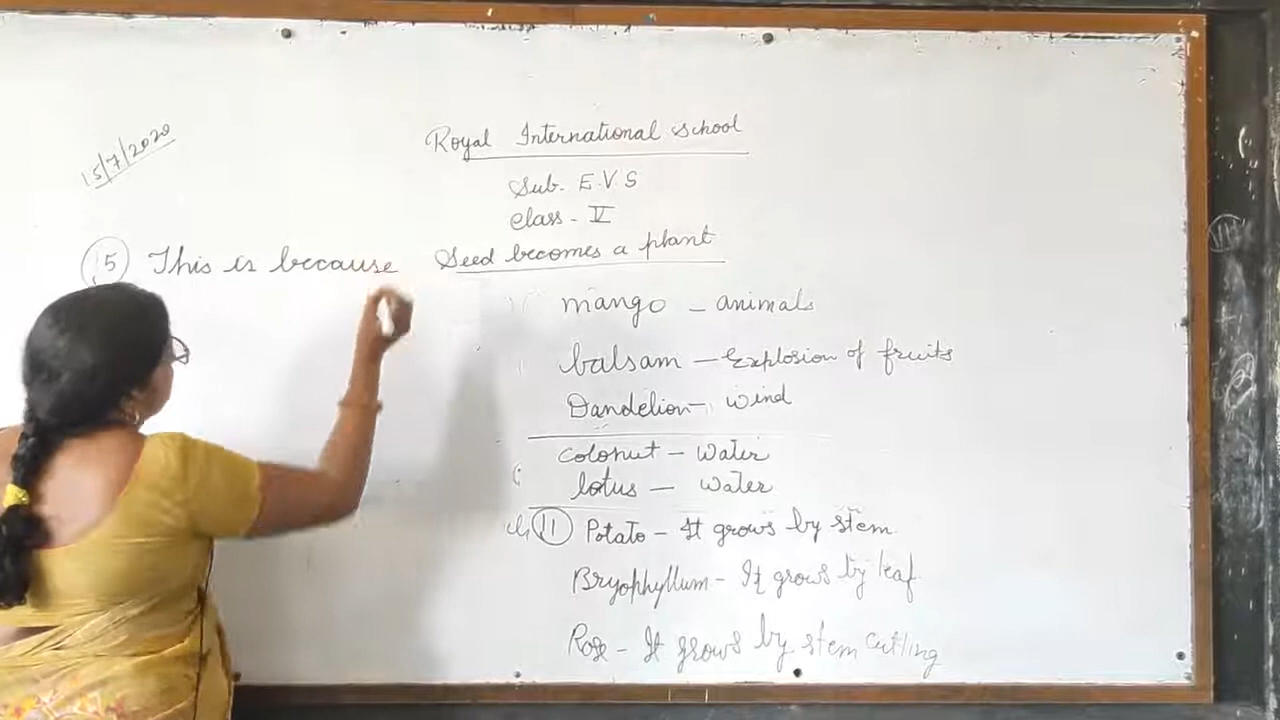 15/7/2020
Royal International School
Sub. E.V.S
class - V
Seed becomes a plant
5 This is because
mango - animals
balsam - Explosion of fruits
Dandelion - wind
coconut - water
lotus - water
11 Potato - It grows by stem
Bryophyllum - It grows by leaf
Rose - It grows by stem cutting